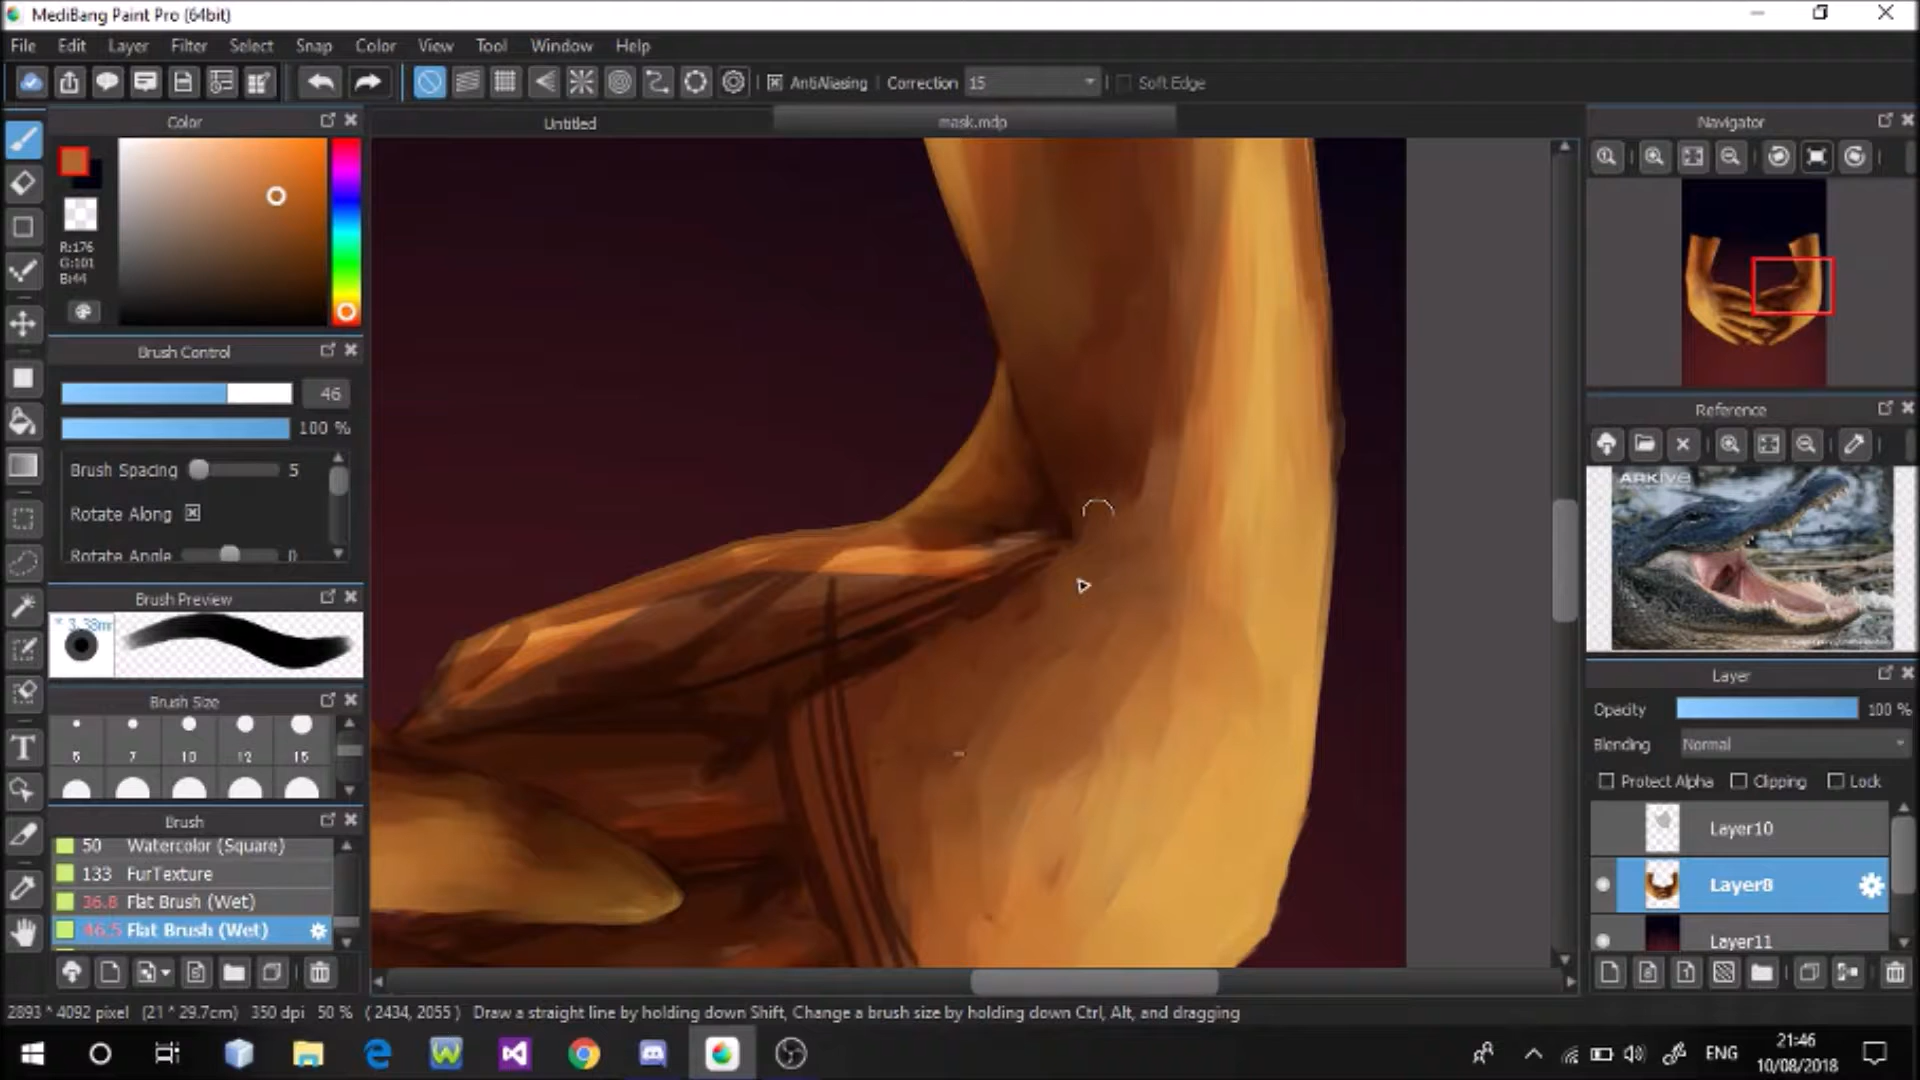 MediBang Paint Pro (64bit)
File Edit Layer Filter Select Snap Color View Tool Window Help
AntiAliasing Correction 15 Soft Edge
Color
Untitled
mask.mdp
Navigator
R:176
G:101
B:44
Brush Control
46
100 %
Brush Spacing 5
Rotate Along
Rotate Angle 0
Reference
ARKive
Brush Preview
* 3.38m
Layer
Opacity 100 %
Blending Normal
Protect Alpha Clipping Lock
Brush Size
5 7 10 12 15
Layer10
Layer8
Layer11
Brush
50 Watercolor (Square)
133 FurTexture
36.8 Flat Brush (Wet)
46.5 Flat Brush (Wet)
2893 * 4092 pixel (21 * 29.7cm) 350 dpi 50 % ( 2434, 2055 ) Draw a straight line by holding down Shift, Change a brush size by holding down Ctrl, Alt, and dragging
ENG
21:46
10/08/2018